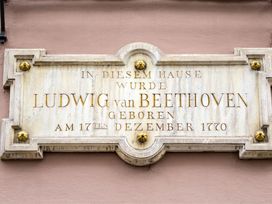 IN DIESEM HAUSE
WURDE
LUDWIG van BEETHOVEN
GEBOREN
AM 17TEN DEZEMBER 1770